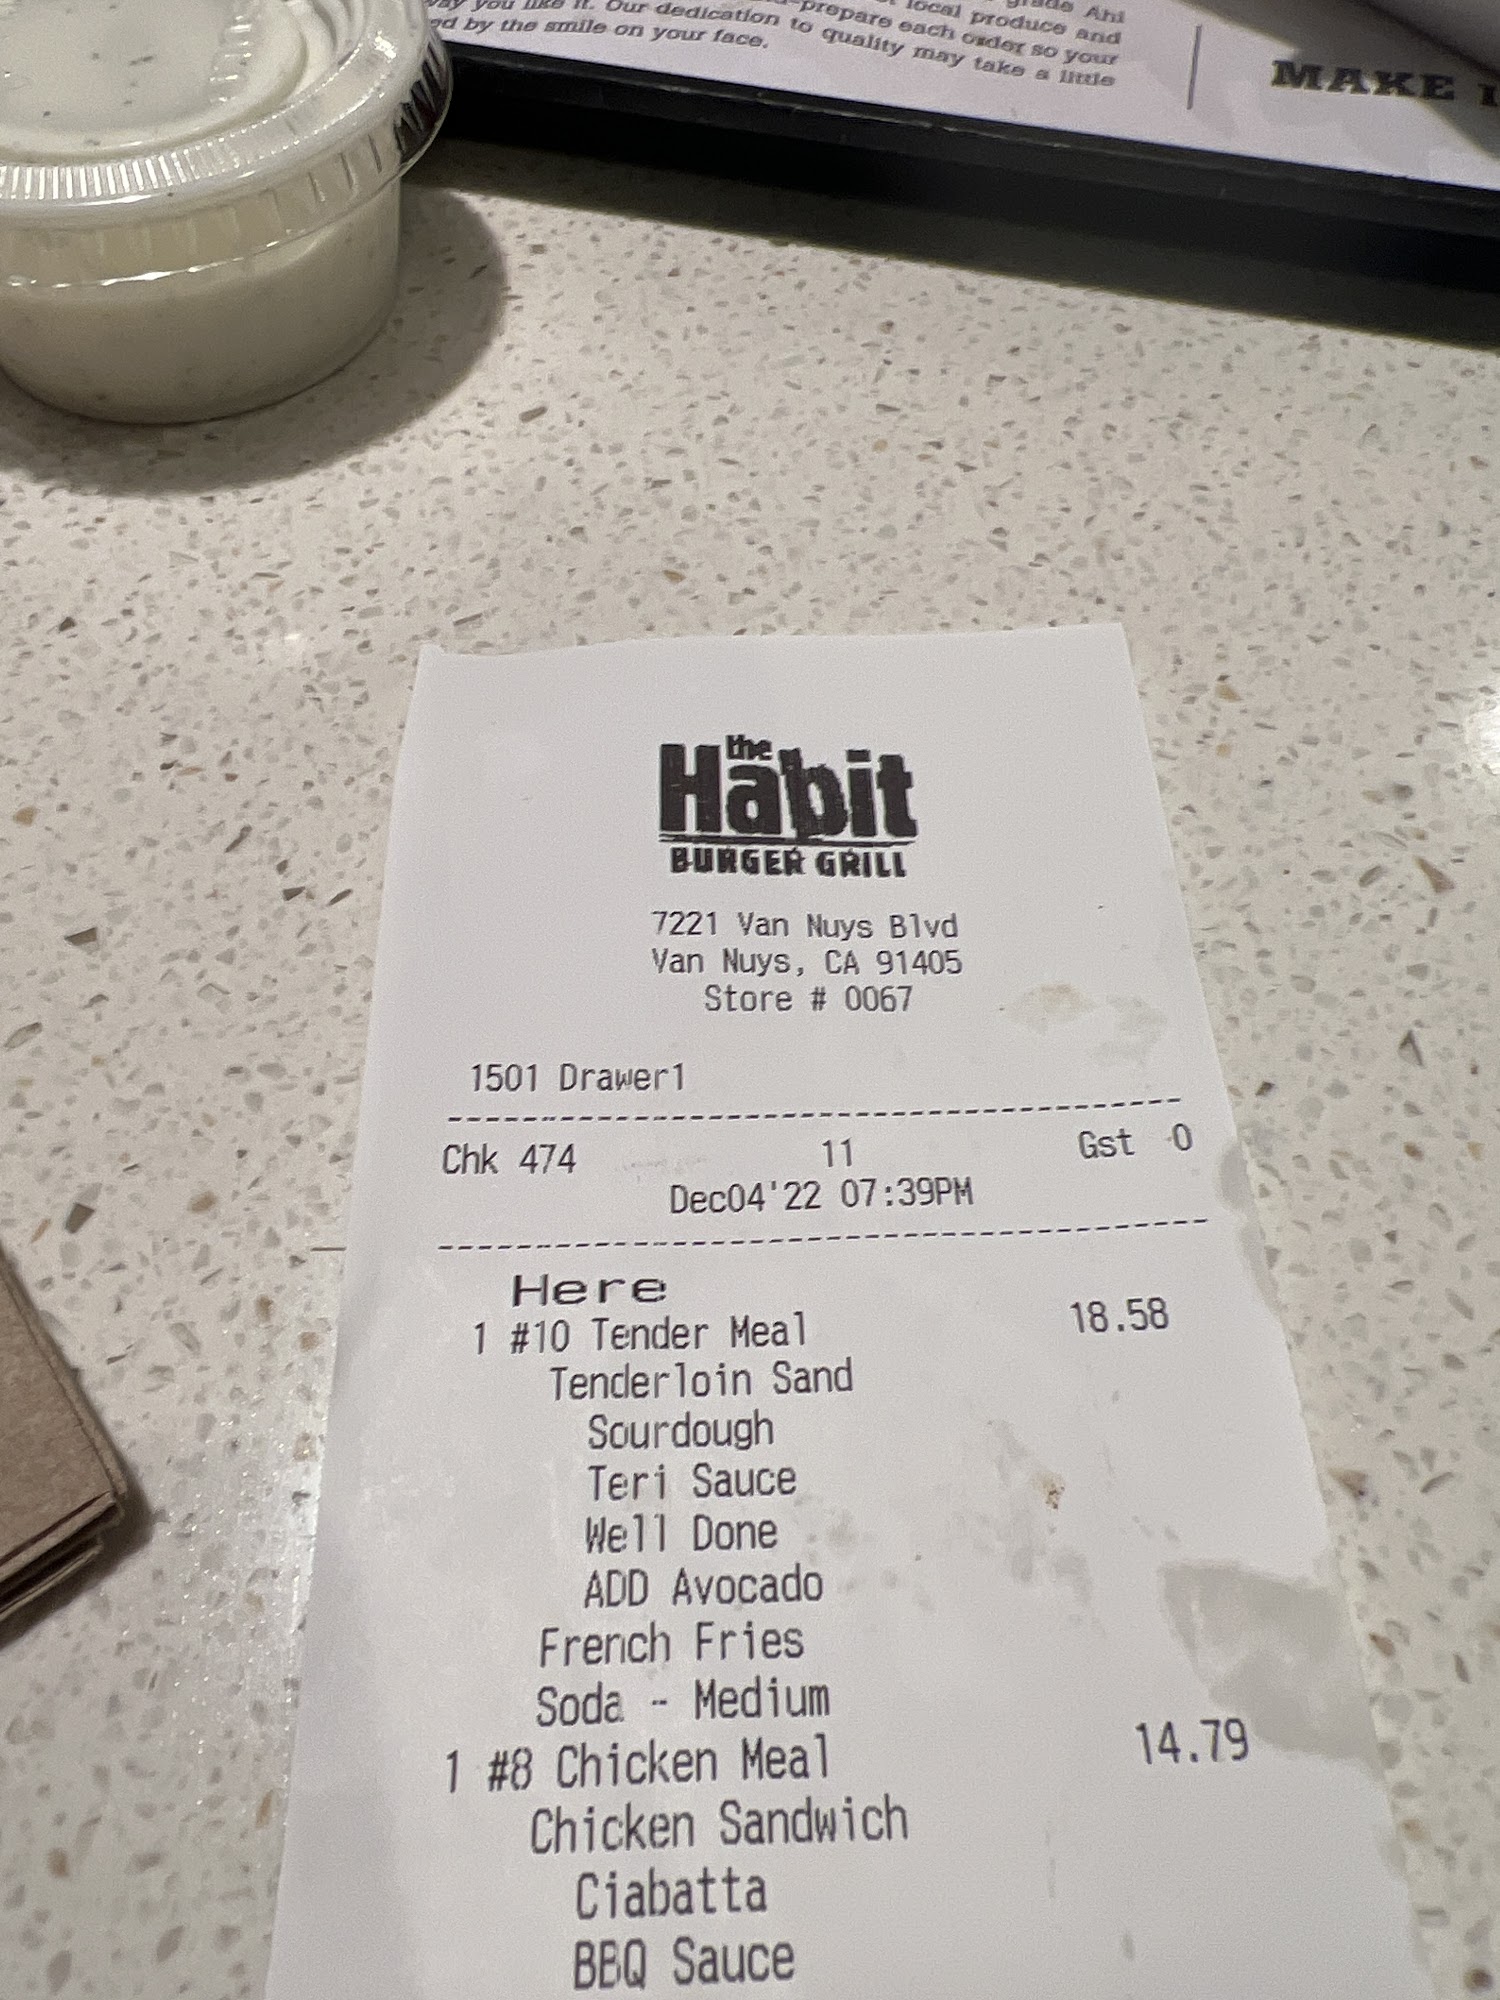 grade Ahi
local produce and
way you like it. Our dedication to quality may take a little
-prepare each order so your
ed by the smile on your face.
MAKE
the
Habit
BURGER GRILL
7221 Van Nuys Blvd
Van Nuys, CA 91405
Store # 0067
1501 Drawer1
Chk 474 11 Gst 0
Dec04'22 07:39PM
Here
1 #10 Tender Meal 18.58
Tenderloin Sand
Sourdough
Teri Sauce
Well Done
ADD Avocado
French Fries
Soda - Medium
1 #8 Chicken Meal 14.79
Chicken Sandwich
Ciabatta
BBQ Sauce